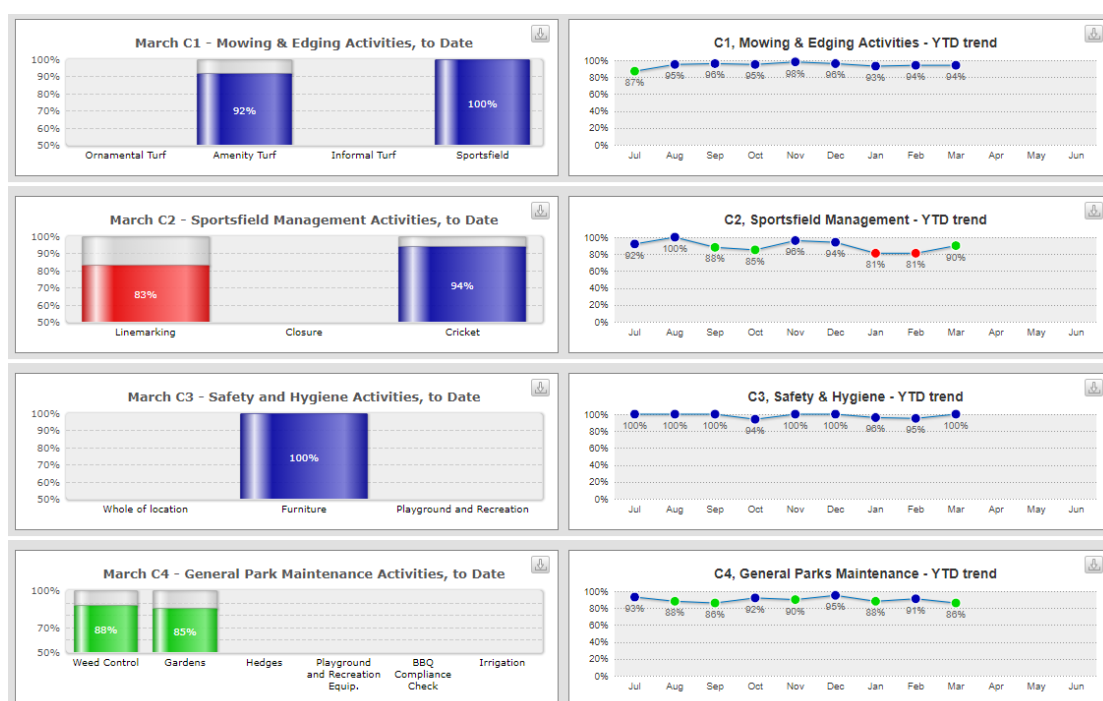 March C1 - Mowing & Edging Activities, to Date
100%
90%
80%
70%
60%
50%
92%
100%
Ornamental Turf Amenity Turf Informal Turf Sportsfield
C1, Mowing & Edging Activities - YTD trend
100%
80%
60%
40%
20%
0%
87% 95% 96% 95% 98% 96% 93% 94% 94%
Jul Aug Sep Oct Nov Dec Jan Feb Mar Apr May Jun
March C2 - Sportsfield Management Activities, to Date
100%
90%
80%
70%
60%
50%
83%
94%
Linemarking Closure Cricket
C2, Sportsfield Management - YTD trend
100%
80%
60%
40%
20%
0%
92% 100% 88% 85% 96% 94% 81% 81% 90%
Jul Aug Sep Oct Nov Dec Jan Feb Mar Apr May Jun
March C3 - Safety and Hygiene Activities, to Date
100%
90%
80%
70%
60%
50%
100%
Whole of location Furniture Playground and Recreation
C3, Safety & Hygiene - YTD trend
100%
80%
60%
40%
20%
0%
100% 100% 100% 94% 100% 100% 96% 95% 100%
Jul Aug Sep Oct Nov Dec Jan Feb Mar Apr May Jun
March C4 - General Park Maintenance Activities, to Date
100%
70%
50%
88%
85%
Weed Control Gardens Hedges Playground BBQ Irrigation
and Recreation Compliance
Equip. Check
C4, General Parks Maintenance - YTD trend
100%
80%
60%
40%
20%
0%
93% 88% 86% 92% 90% 95% 88% 91% 86%
Jul Aug Sep Oct Nov Dec Jan Feb Mar Apr May Jun